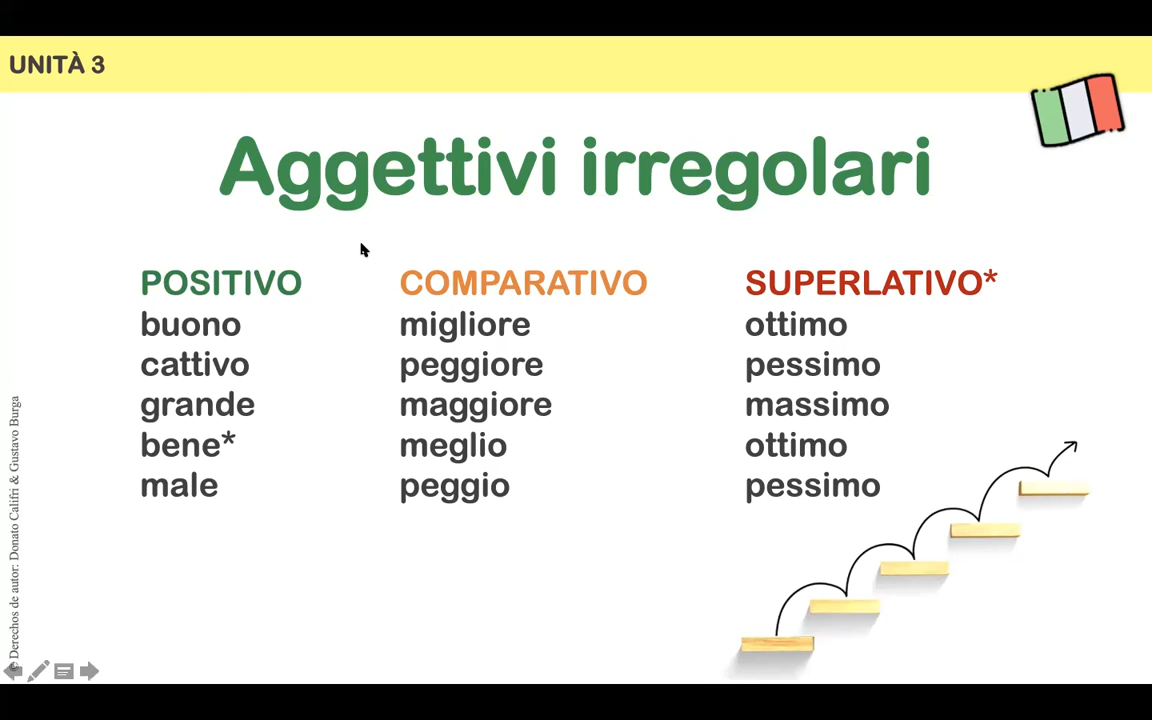 UNITÀ 3
Aggettivi irregolari
POSITIVO COMPARATIVO SUPERLATIVO*
buono migliore ottimo
cattivo peggiore pessimo
grande maggiore massimo
bene* meglio ottimo
male peggio pessimo
© Derechos de autor: Donato Califri & Gustavo Burga